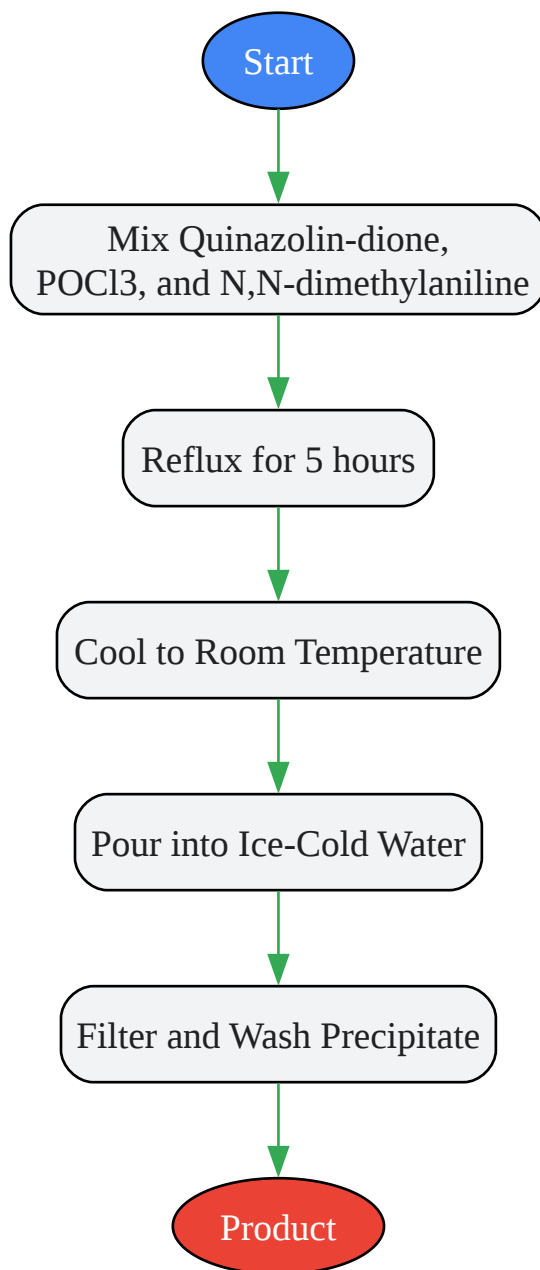 Start
Mix Quinazolin-dione,
POCl3, and N,N-dimethylaniline
Reflux for 5 hours
Cool to Room Temperature
Pour into Ice-Cold Water
Filter and Wash Precipitate
Product